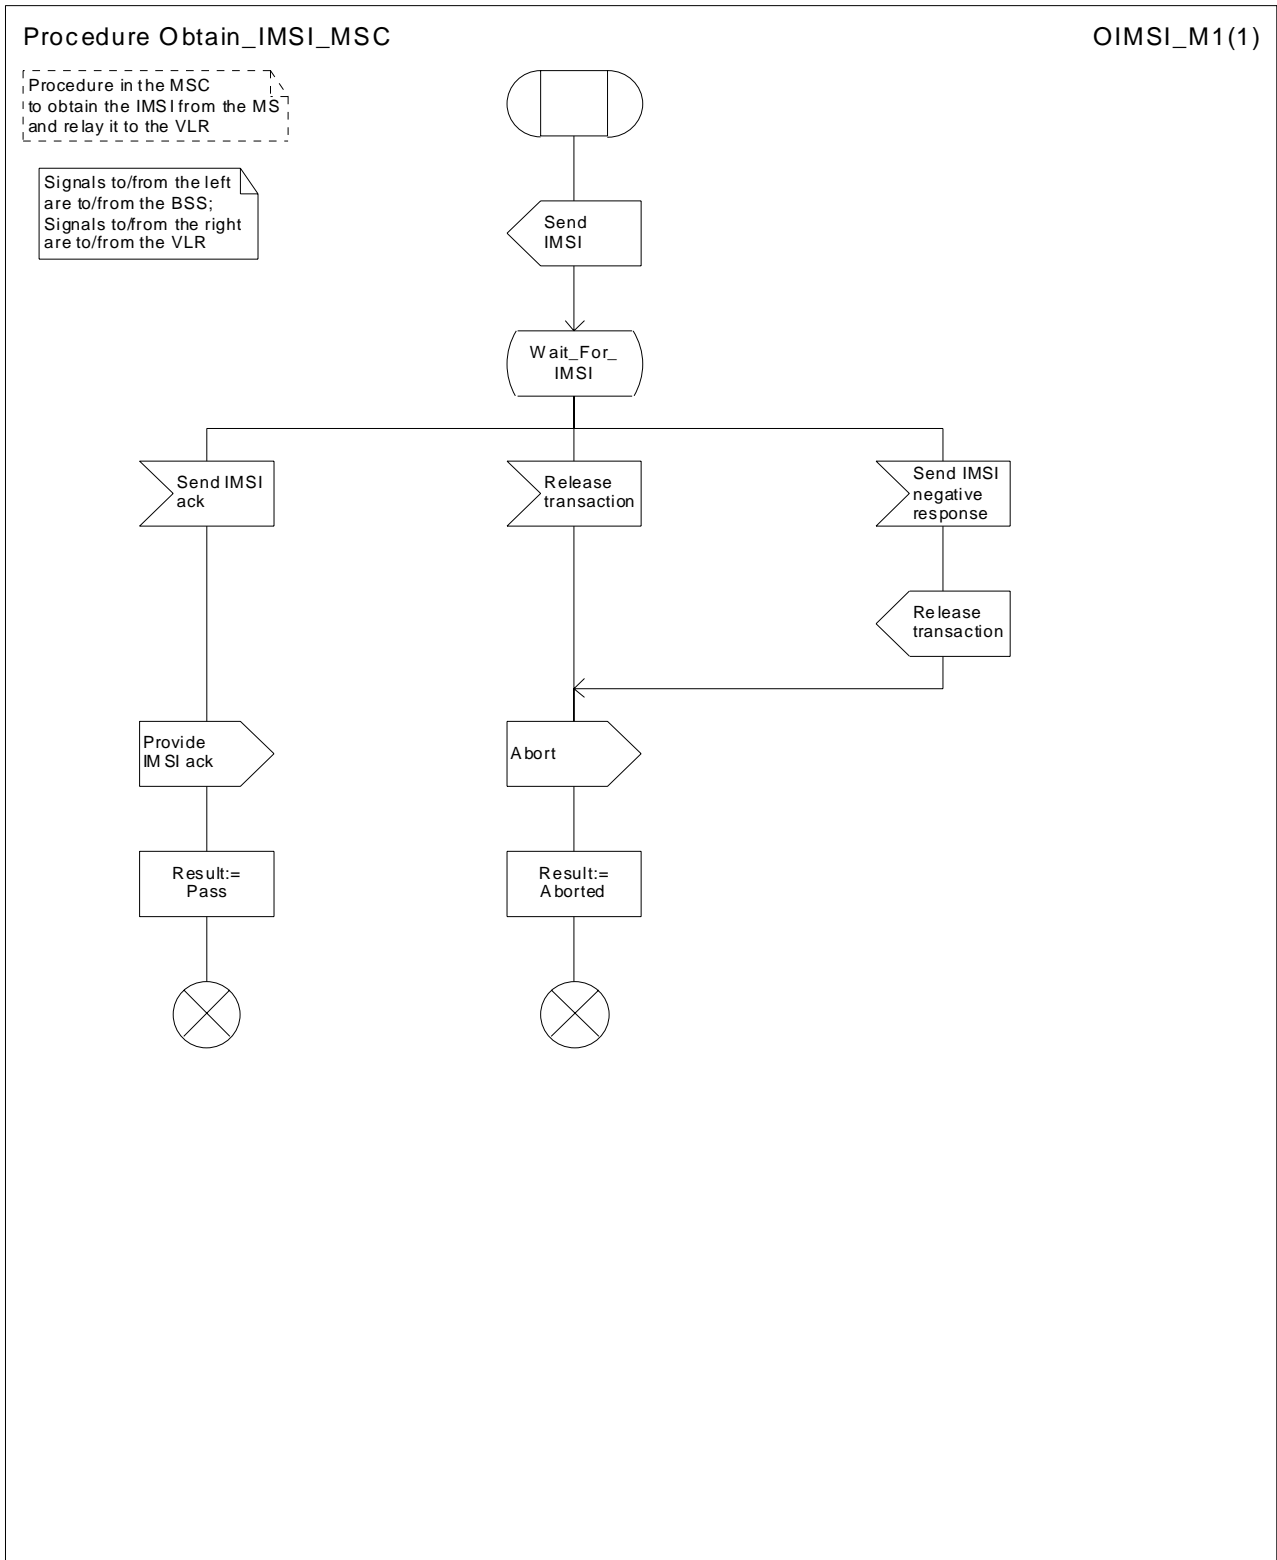 Procedure Obtain_IMSI_MSC
OIMSI_M1(1)
Procedure in the MSC
to obtain the IMSI from the MS
and relay it to the VLR
Signals to/from the left
are to/from the BSS;
Signals to/from the right
are to/from the VLR
Send
IMSI
Wait_For_
IMSI
Send IMSI
ack
Release
transaction
Send IMSI
negative
response
Release
transaction
Provide
IMSI ack
Abort
Result:=
Pass
Result:=
Aborted